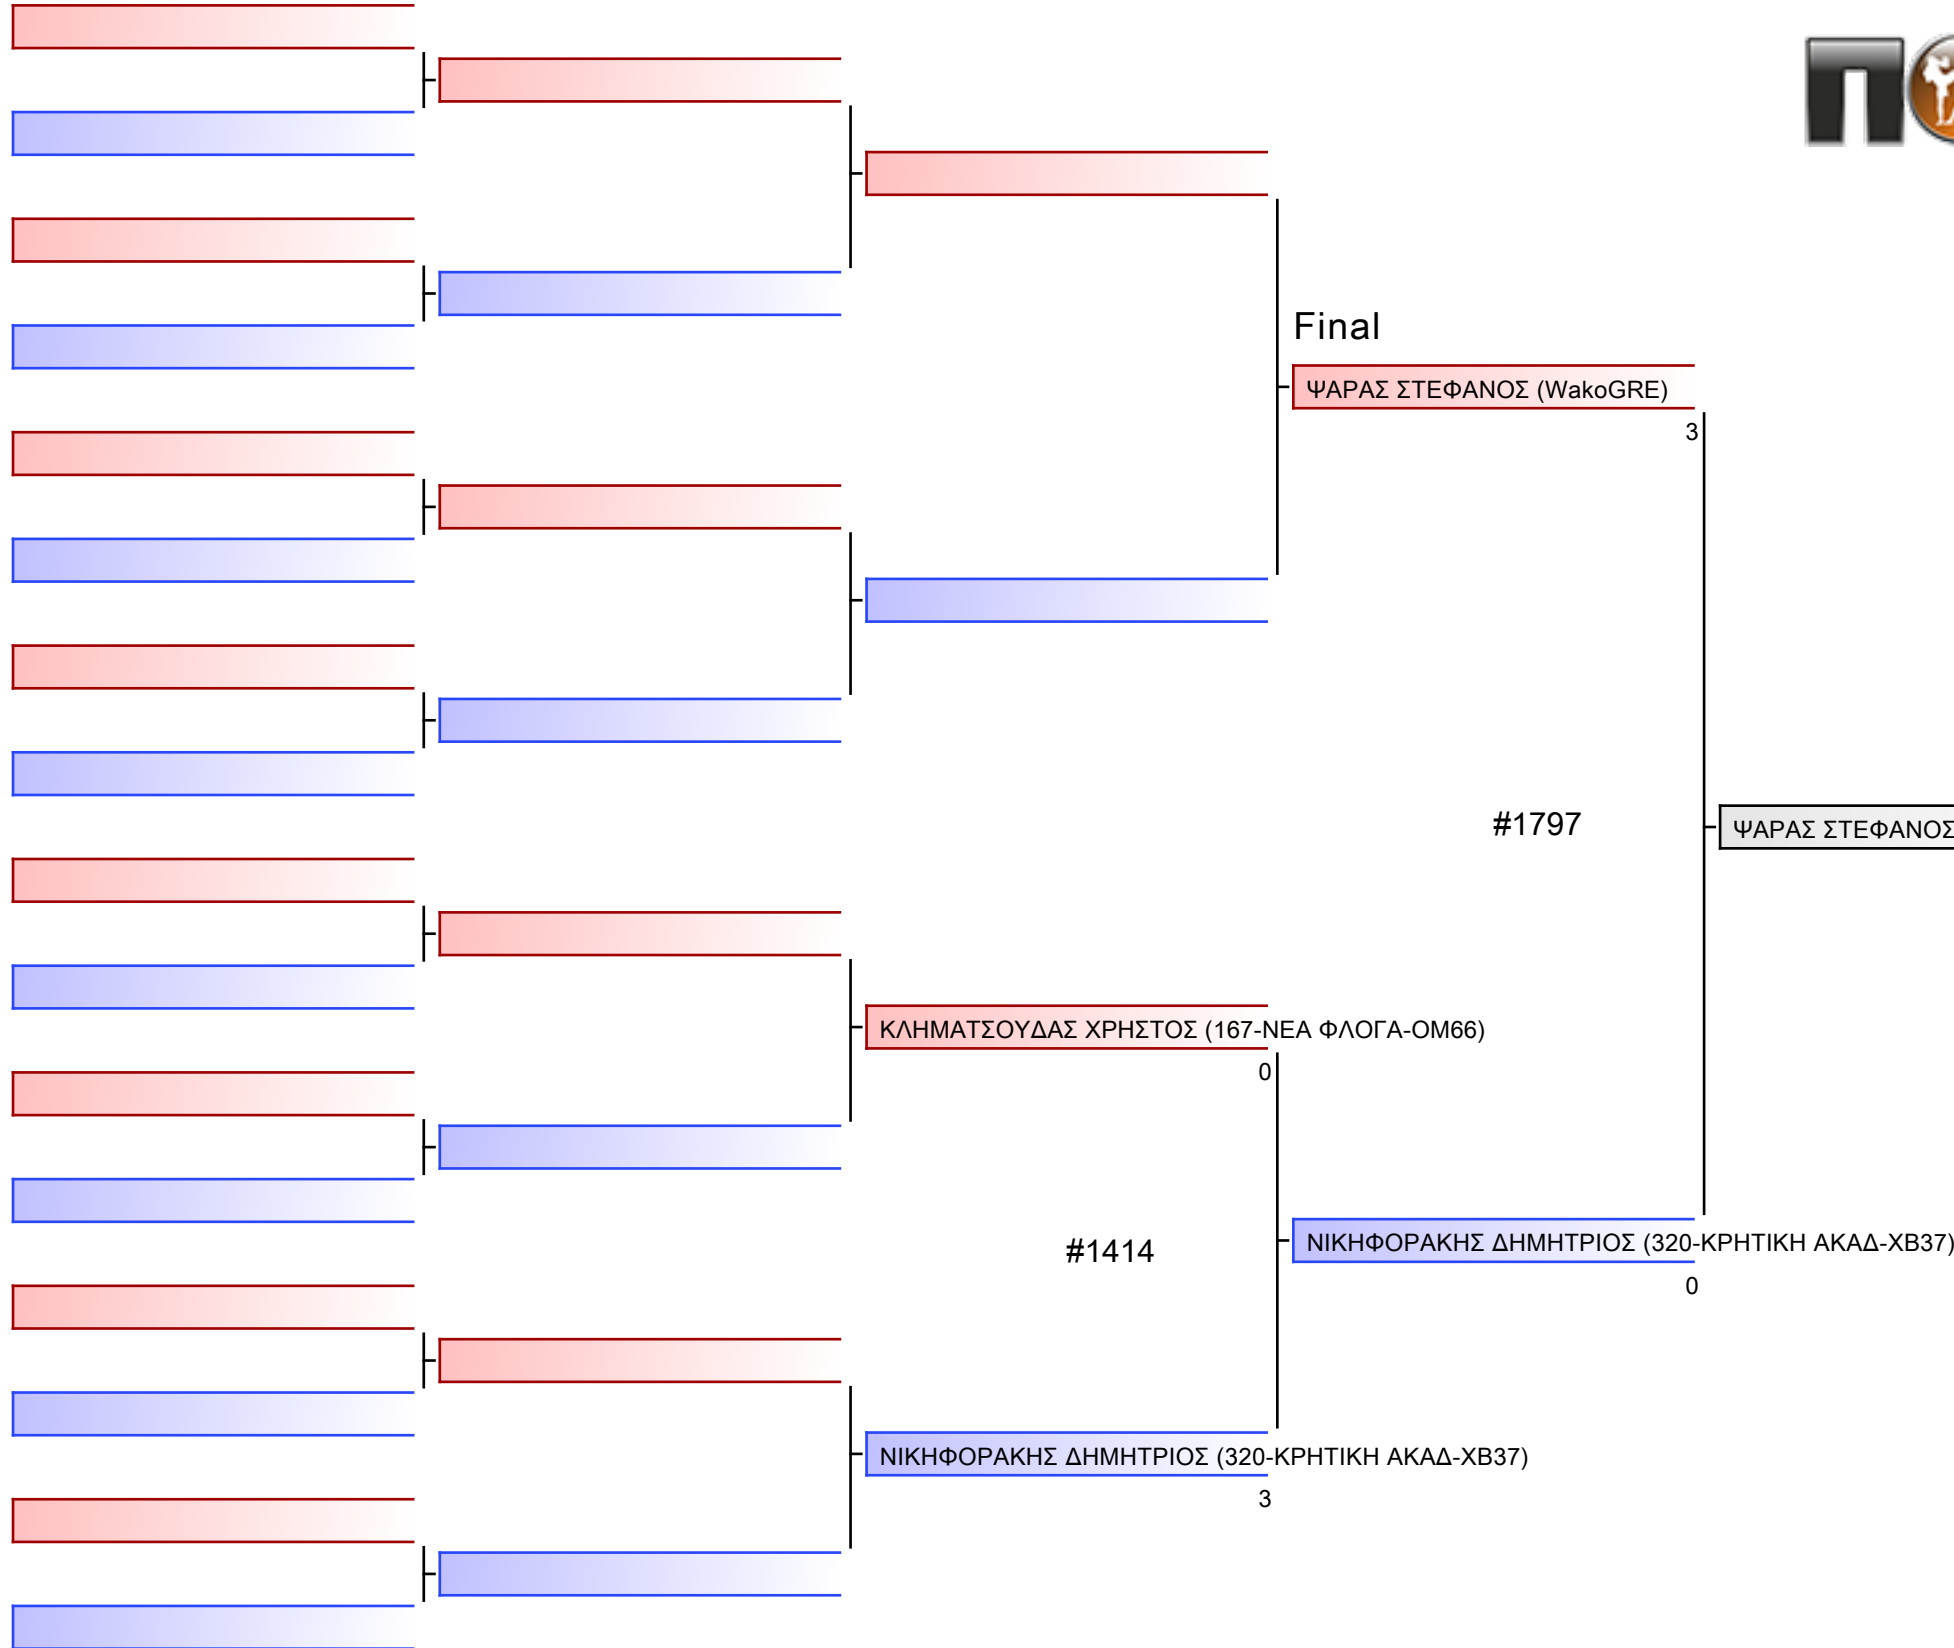 Final
ΨΑΡΑΣ ΣΤΕΦΑΝΟΣ (WakoGRE)
3
#1797
ΨΑΡΑΣ ΣΤΕΦΑΝΟΣ
ΚΛΗΜΑΤΣΟΥΔΑΣ ΧΡΗΣΤΟΣ (167-ΝΕΑ ΦΛΟΓΑ-ΟΜ66)
0
#1414
ΝΙΚΗΦΟΡΑΚΗΣ ΔΗΜΗΤΡΙΟΣ (320-ΚΡΗΤΙΚΗ ΑΚΑΔ-ΧΒ37)
0
ΝΙΚΗΦΟΡΑΚΗΣ ΔΗΜΗΤΡΙΟΣ (320-ΚΡΗΤΙΚΗ ΑΚΑΔ-ΧΒ37)
3